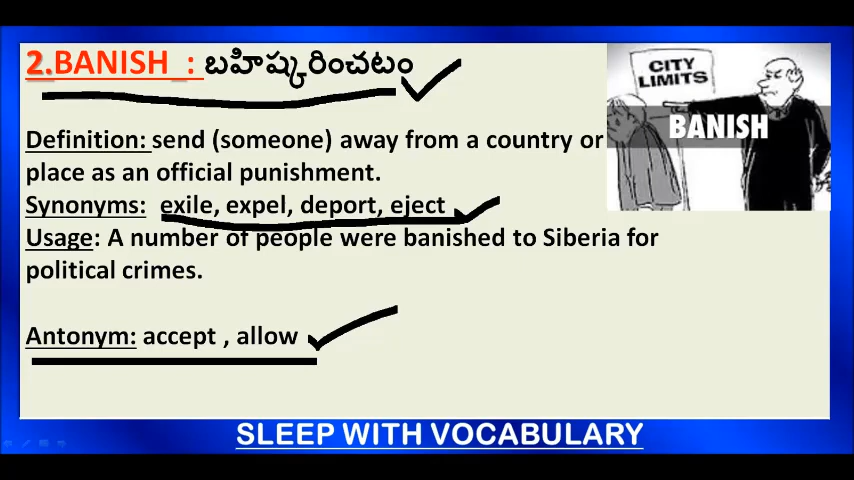 2.BANISH : బహిష్కరించటం
CITY
LIMITS
BANISH
Definition: send (someone) away from a country or
place as an official punishment.
Synonyms: exile, expel, deport, eject
Usage: A number of people were banished to Siberia for
political crimes.
Antonym: accept , allow
SLEEP WITH VOCABULARY